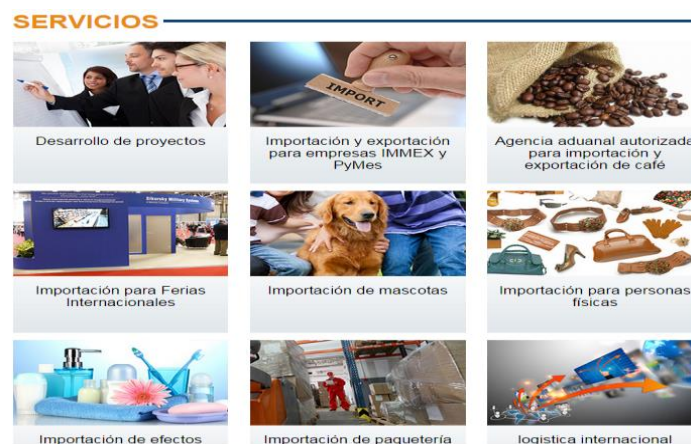 SERVICIOS
Desarrollo de proyectos
Importación y exportación
para empresas IMMEX y
PyMes
IMPORT
Agencia aduanal autorizada
para importación y
exportación de café
Importación para Ferias
Internacionales
Importación de mascotas
Importación para personas
físicas
Importación de efectos
Importación de paquetería
logistica internacional